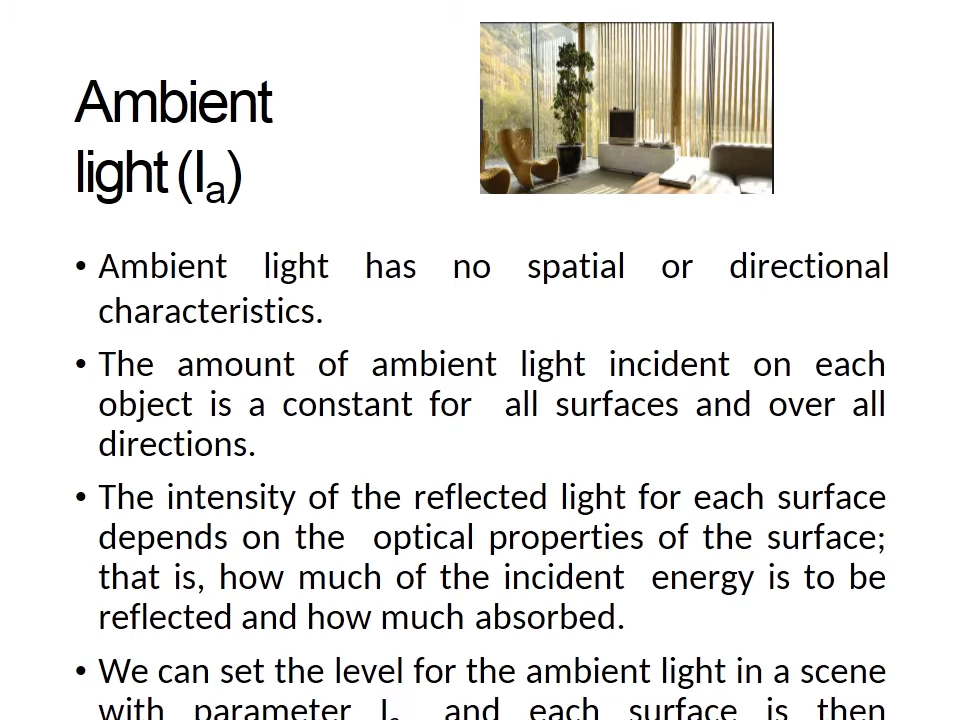 Ambient
light (Ia)
• Ambient light has no spatial or directional
characteristics.
• The amount of ambient light incident on each
object is a constant for all surfaces and over all
directions.
• The intensity of the reflected light for each surface
depends on the optical properties of the surface;
that is, how much of the incident energy is to be
reflected and how much absorbed.
• We can set the level for the ambient light in a scene
with parameter Ia, and each surface is then